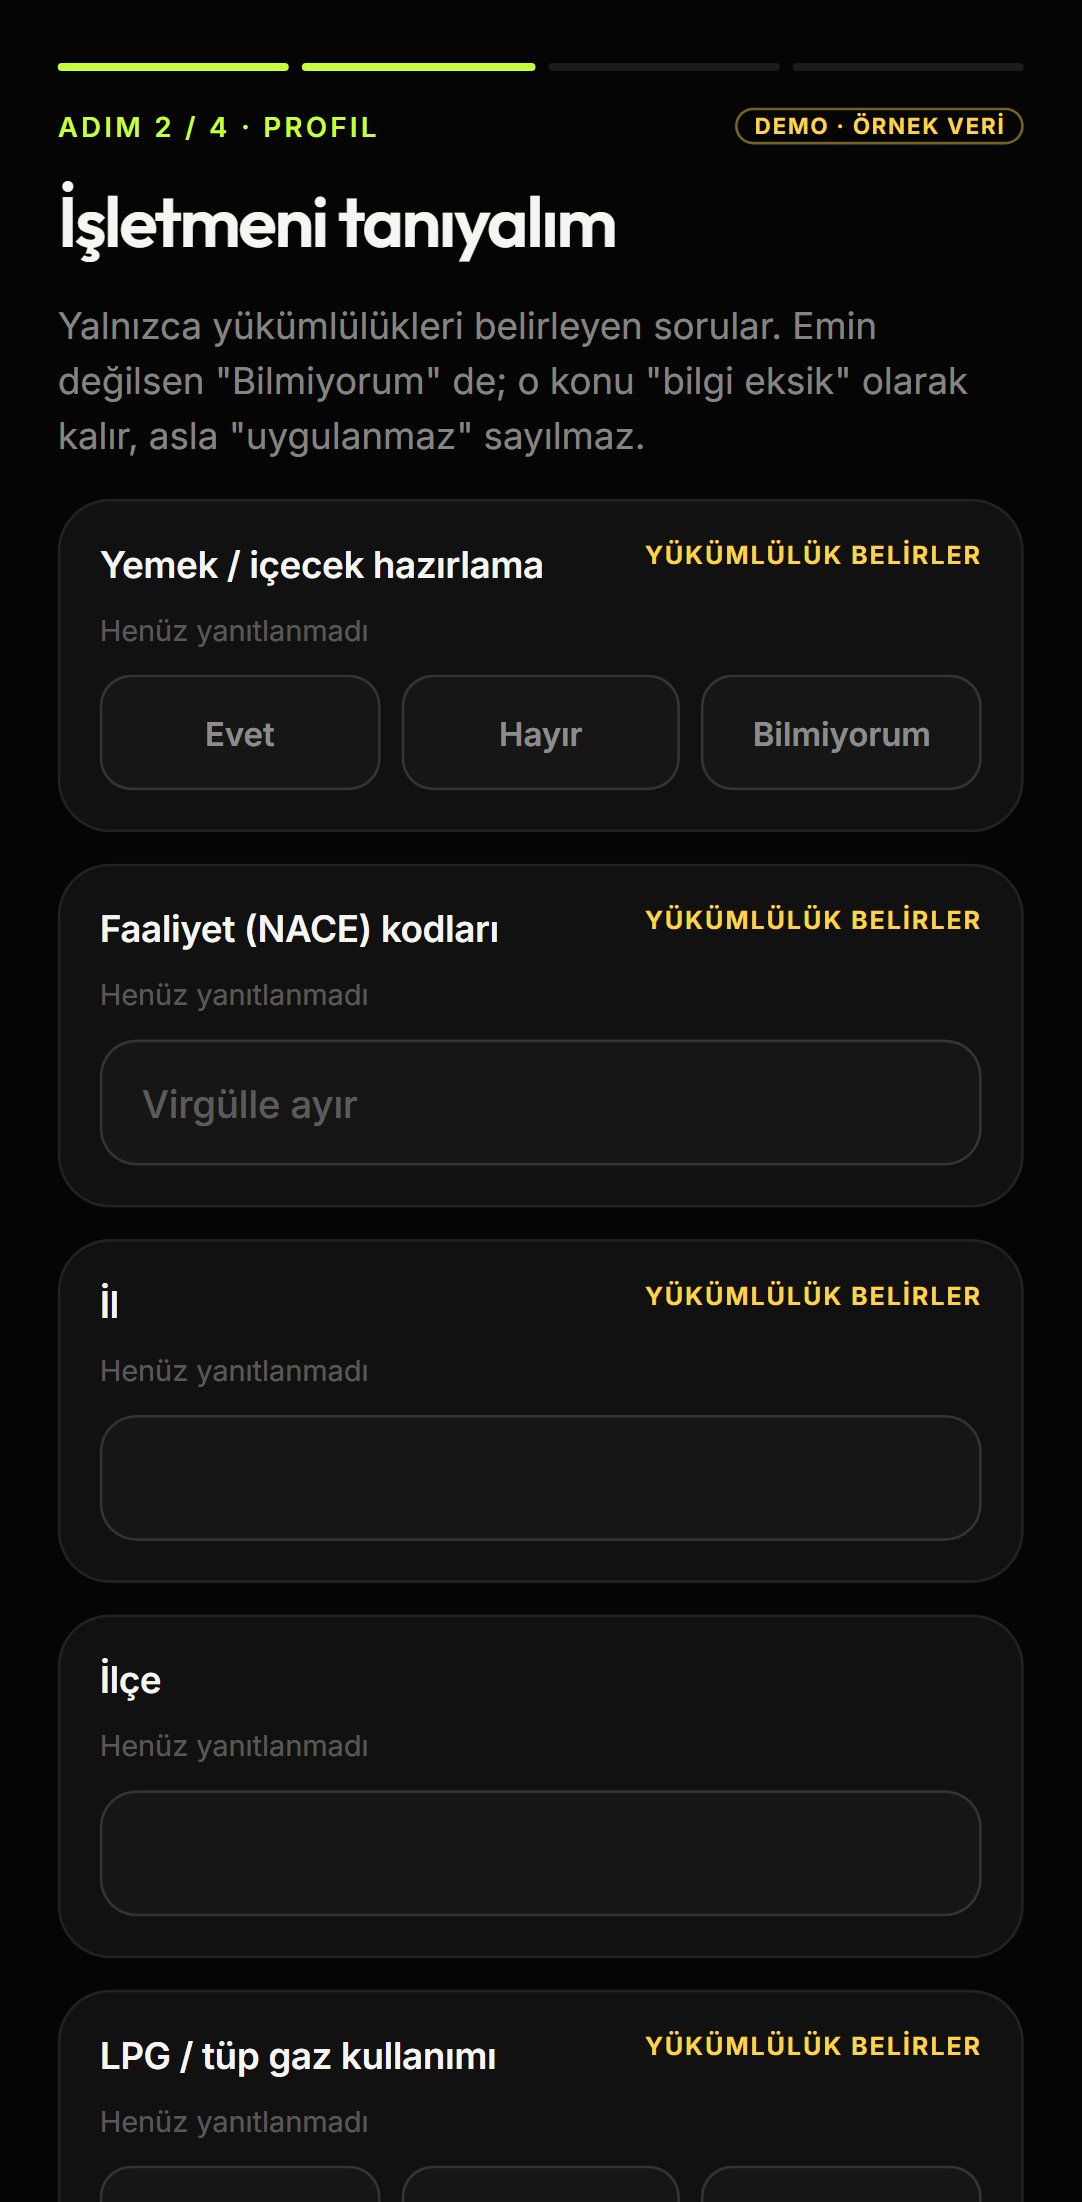 ADIM 2 / 4 · PROFIL
DEMO · ÖRNEK VERİ
İşletmeni tanıyalım
Yalnızca yükümlülükleri belirleyen sorular. Emin
değilsen "Bilmiyorum" de; o konu "bilgi eksik" olarak
kalır, asla "uygulanmaz" sayılmaz.
Yemek / içecek hazırlama
YÜKÜMLÜLÜK BELİRLER
Henüz yanıtlanmadı
Evet
Hayır
Bilmiyorum
Faaliyet (NACE) kodları
YÜKÜMLÜLÜK BELİRLER
Henüz yanıtlanmadı
Virgülle ayır
İl
YÜKÜMLÜLÜK BELİRLER
Henüz yanıtlanmadı
İlçe
Henüz yanıtlanmadı
LPG / tüp gaz kullanımı
YÜKÜMLÜLÜK BELİRLER
Henüz yanıtlanmadı